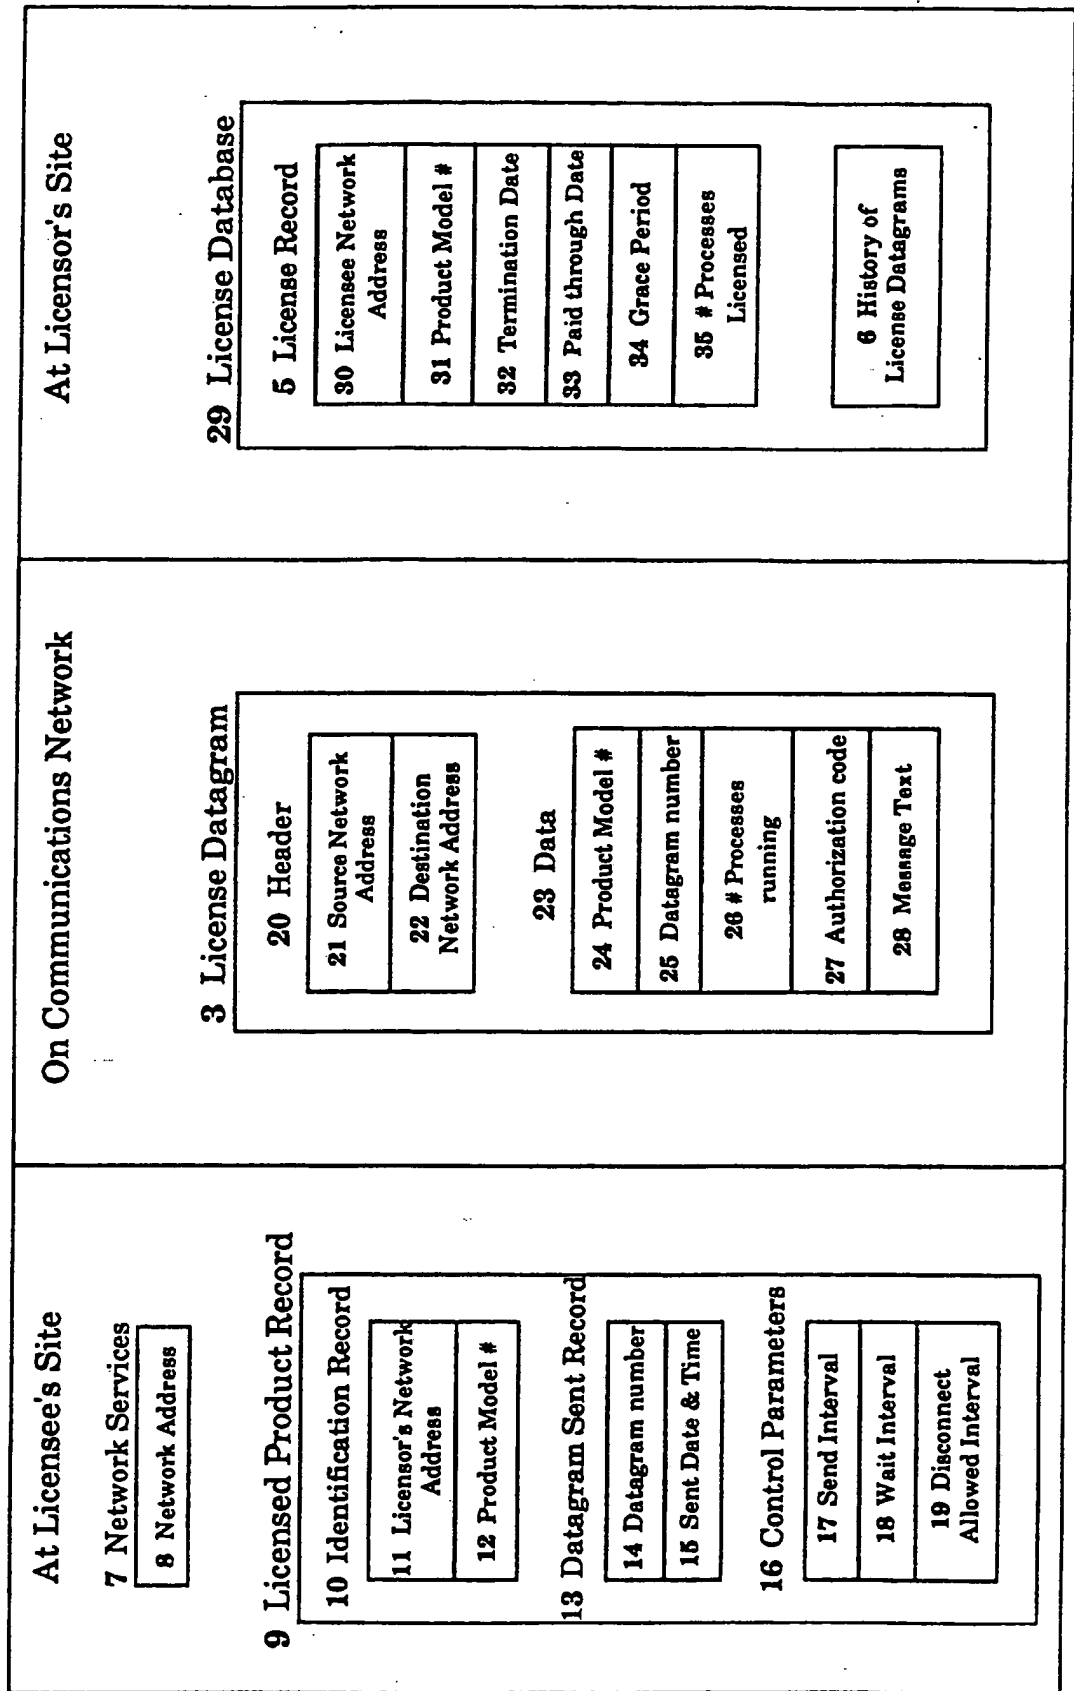 At Licensee's Site
7 Network Services
8 Network Address
9 Licensed Product Record
10 Identification Record
11 Licensor's Network
Address
12 Product Model #
13 Datagram Sent Record
14 Datagram number
15 Sent Date & Time
16 Control Parameters
17 Send Interval
18 Wait Interval
19 Disconnect
Allowed Interval
On Communications Network
3 License Datagram
20 Header
21 Source Network
Address
22 Destination
Network Address
23 Data
24 Product Model #
25 Datagram number
26 # Processes
running
27 Authorization code
28 Message Text
At Licensor's Site
29 License Database
5 License Record
30 Licensee Network
Address
31 Product Model #
32 Termination Date
33 Paid through Date
34 Grace Period
35 # Processes
Licensed
6 History of
License Datagrams